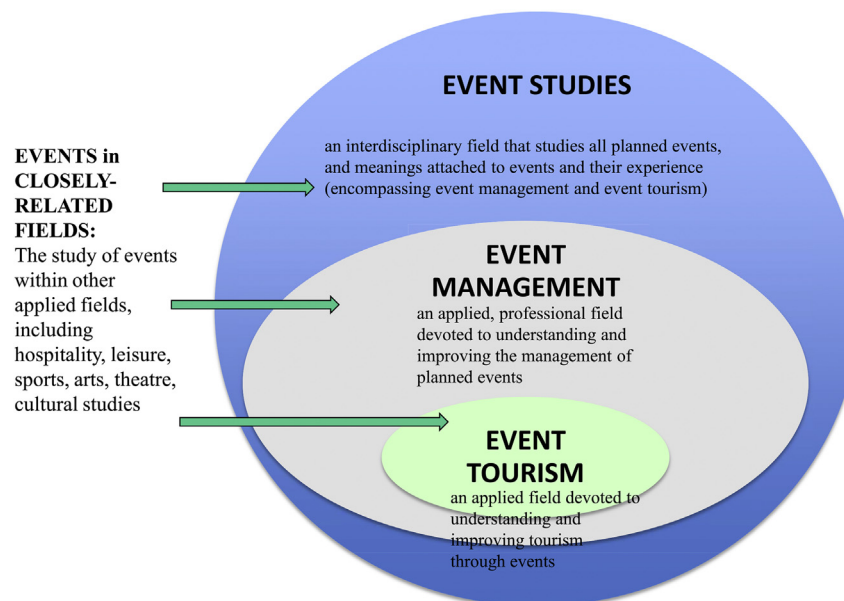 EVENT STUDIES
an interdisciplinary field that studies all planned events,
and meanings attached to events and their experience
(encompassing event management and event tourism)
EVENTS in
CLOSELY-
RELATED
FIELDS:
The study of events
within other
applied fields,
including
hospitality, leisure,
sports, arts, theatre,
cultural studies
EVENT
MANAGEMENT
an applied, professional field
devoted to understanding and
improving the management of
planned events
EVENT
TOURISM
an applied field devoted to
understanding and
improving tourism
through events